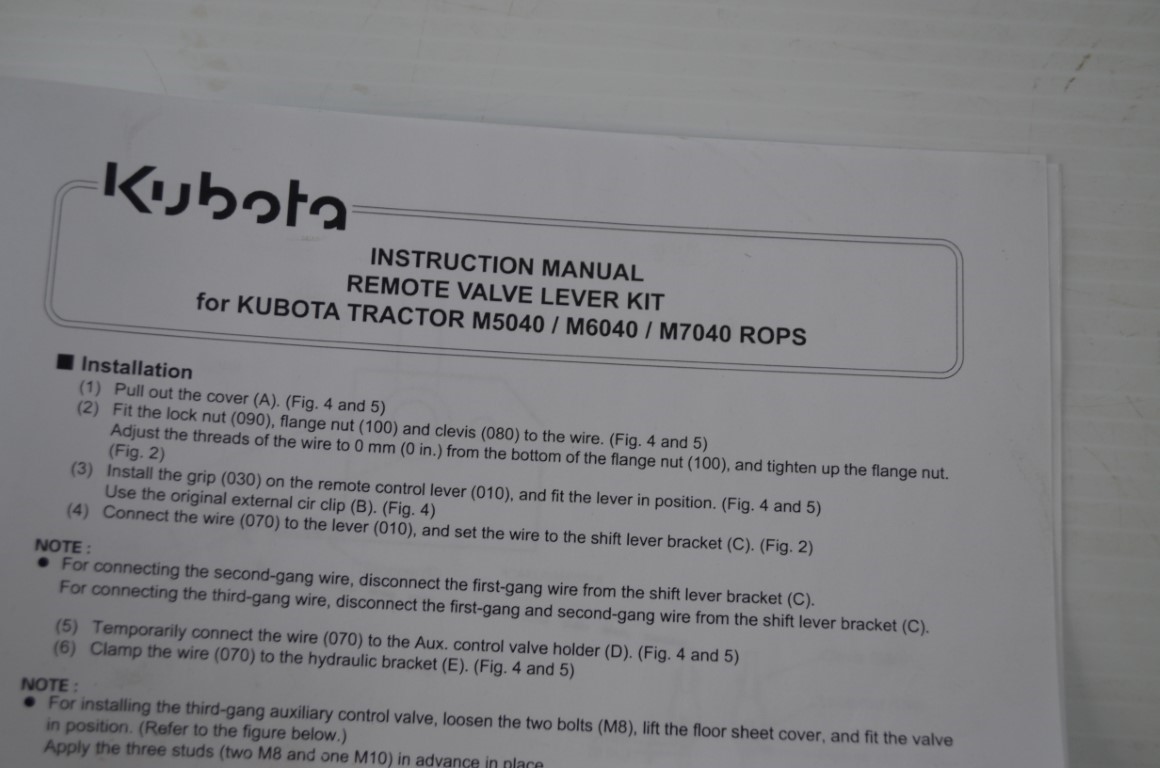 Kubota
INSTRUCTION MANUAL
REMOTE VALVE LEVER KIT
for KUBOTA TRACTOR M5040 / M6040 / M7040 ROPS
■ Installation
(1) Pull out the cover (A). (Fig. 4 and 5)
(2) Fit the lock nut (090), flange nut (100) and clevis (080) to the wire. (Fig. 4 and 5)
Adjust the threads of the wire to 0 mm (0 in.) from the bottom of the flange nut (100), and tighten up the flange nut.
(Fig. 2)
(3) Install the grip (030) on the remote control lever (010), and fit the lever in position. (Fig. 4 and 5)
Use the original external cir clip (B). (Fig. 4)
(4) Connect the wire (070) to the lever (010), and set the wire to the shift lever bracket (C). (Fig. 2)
NOTE :
● For connecting the second-gang wire, disconnect the first-gang wire from the shift lever bracket (C).
For connecting the third-gang wire, disconnect the first-gang and second-gang wire from the shift lever bracket (C).
(5) Temporarily connect the wire (070) to the Aux. control valve holder (D). (Fig. 4 and 5)
(6) Clamp the wire (070) to the hydraulic bracket (E). (Fig. 4 and 5)
NOTE :
● For installing the third-gang auxiliary control valve, loosen the two bolts (M8), lift the floor sheet cover, and fit the valve
in position. (Refer to the figure below.)
Apply the three studs (two M8 and one M10) in advance in place.